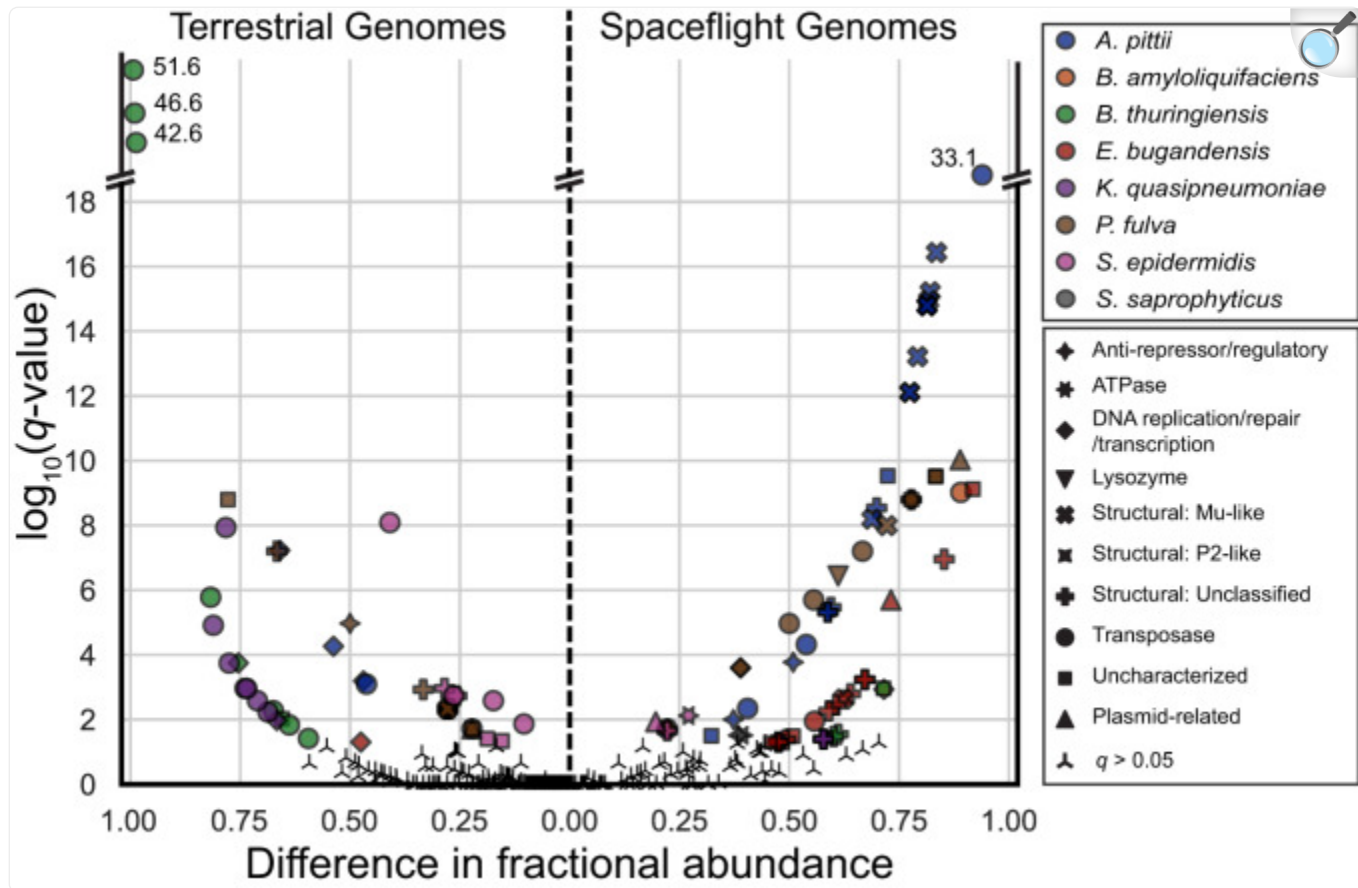 Terrestrial Genomes
Spaceflight Genomes
51.6
46.6
42.6
33.1
18
16
14
12
10
8
6
4
2
0
log₁₀(q-value)
1.00 0.75 0.50 0.25 0.00 0.25 0.50 0.75 1.00
Difference in fractional abundance
A. pittii
B. amyloliquifaciens
B. thuringiensis
E. bugandensis
K. quasipneumoniae
P. fulva
S. epidermidis
S. saprophyticus
Anti-repressor/regulatory
ATPase
DNA replication/repair
/transcription
Lysozyme
Structural: Mu-like
Structural: P2-like
Structural: Unclassified
Transposase
Uncharacterized
Plasmid-related
q > 0.05